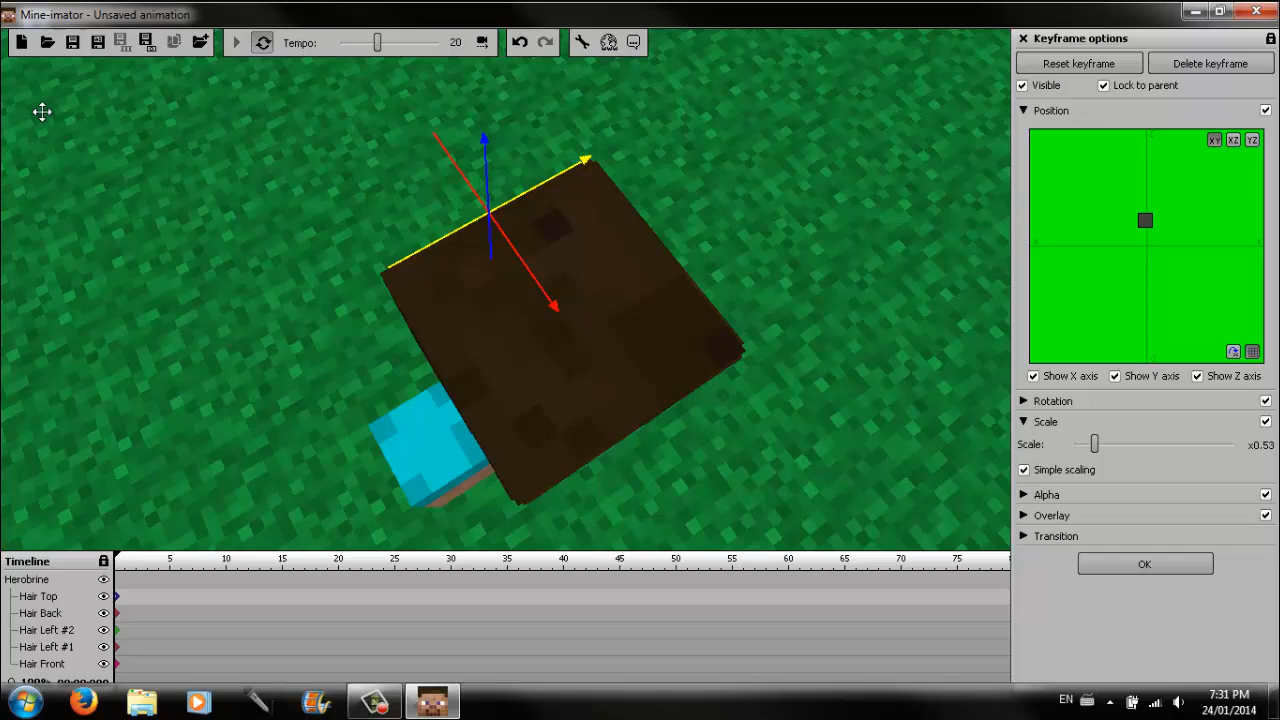 Mine-imator - Unsaved animation
Tempo: 20
Keyframe options
Reset keyframe Delete keyframe
Visible Lock to parent
Position
XY XZ YZ
Show X axis Show Y axis Show Z axis
Rotation
Scale
Scale: x0.53
Simple scaling
Alpha
Overlay
Transition
OK
Timeline 5 10 15 20 25 30 35 40 45 50 55 60 65 70 75
Herobrine
Hair Top
Hair Back
Hair Left #2
Hair Left #1
Hair Front
EN 7:31 PM
24/01/2014